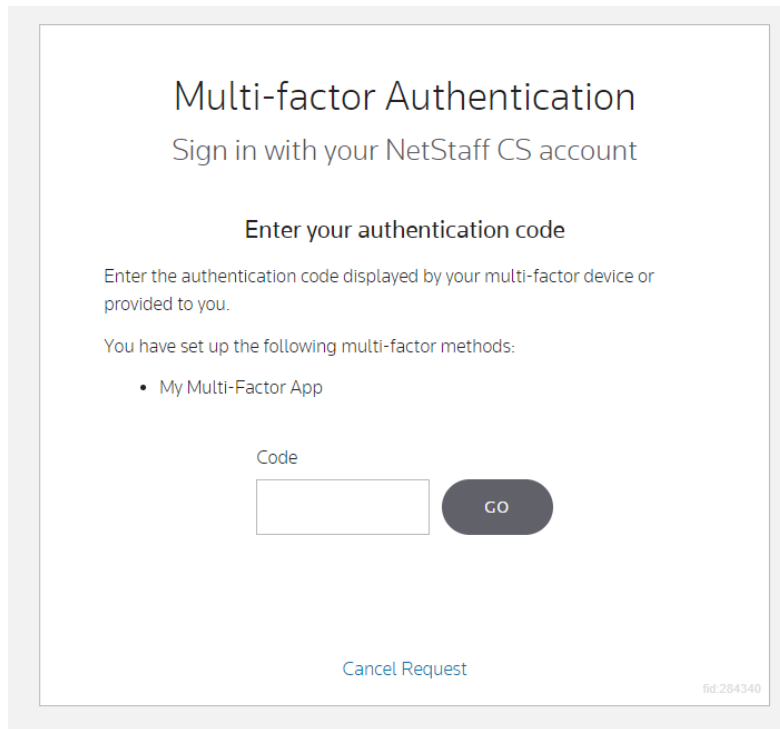 Multi-factor Authentication
Sign in with your NetStaff CS account
Enter your authentication code
Enter the authentication code displayed by your multi-factor device or
provided to you.
You have set up the following multi-factor methods:
• My Multi-Factor App
Code
GO
Cancel Request
fid:284340